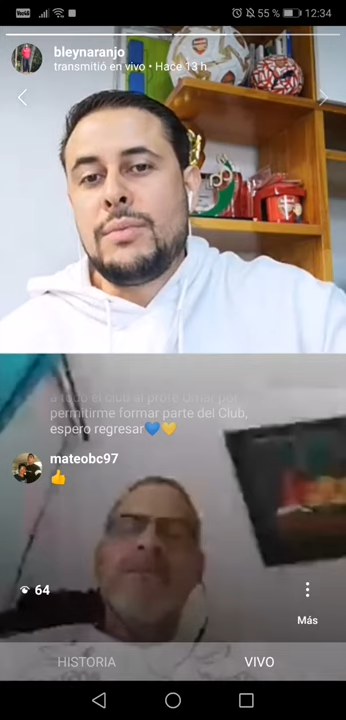 55 % 12:34
bleynaranjo
transmitió en vivo • Hace 13 h
a todo el club al profe Omar por
permitirme formar parte del Club,
espero regresar💙💛
mateobc97
👍
64
Más
HISTORIA VIVO